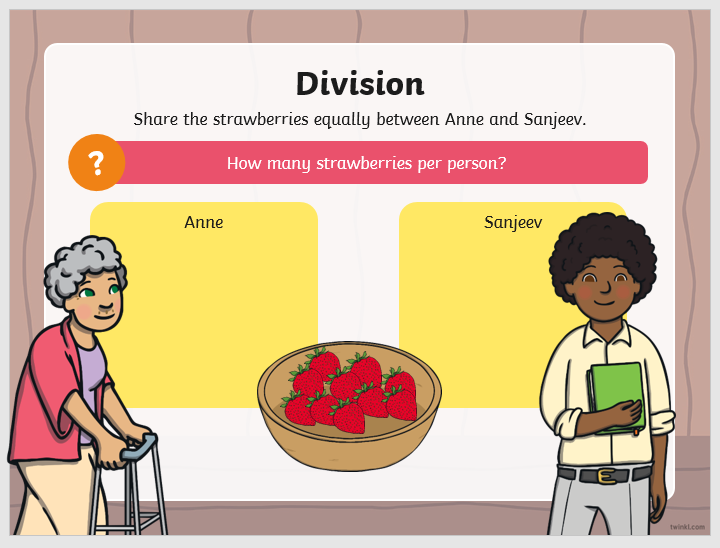 Division
Share the strawberries equally between Anne and Sanjeev.
?
How many strawberries per person?
Anne
Sanjeev
twinkl.com